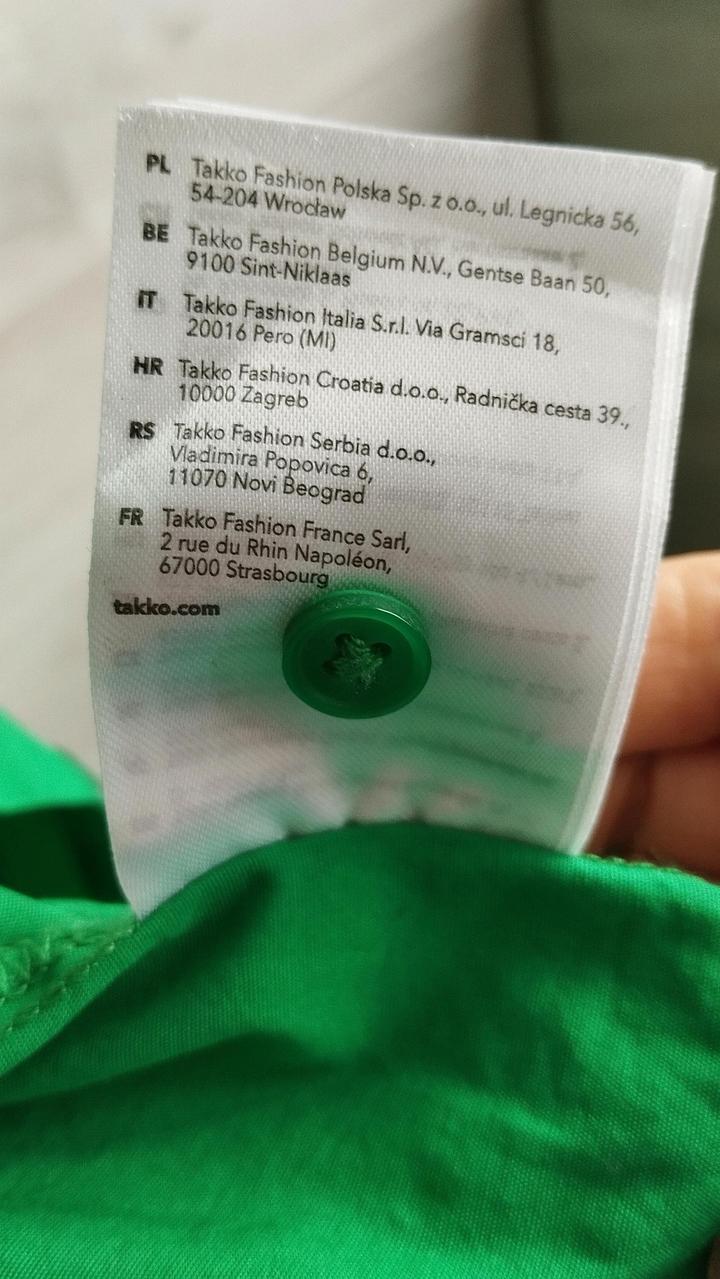 PL Takko Fashion Polska Sp. z o.o., ul. Legnicka 56,
54-204 Wrocław
BE Takko Fashion Belgium N.V., Gentse Baan 50,
9100 Sint-Niklaas
IT Takko Fashion Italia S.r.l. Via Gramsci 18,
20016 Pero (MI)
HR Takko Fashion Croatia d.o.o., Radnička cesta 39.,
10000 Zagreb
RS Takko Fashion Serbia d.o.o.,
Vladimira Popovica 6,
11070 Novi Beograd
FR Takko Fashion France Sarl,
2 rue du Rhin Napoléon,
67000 Strasbourg
takko.com